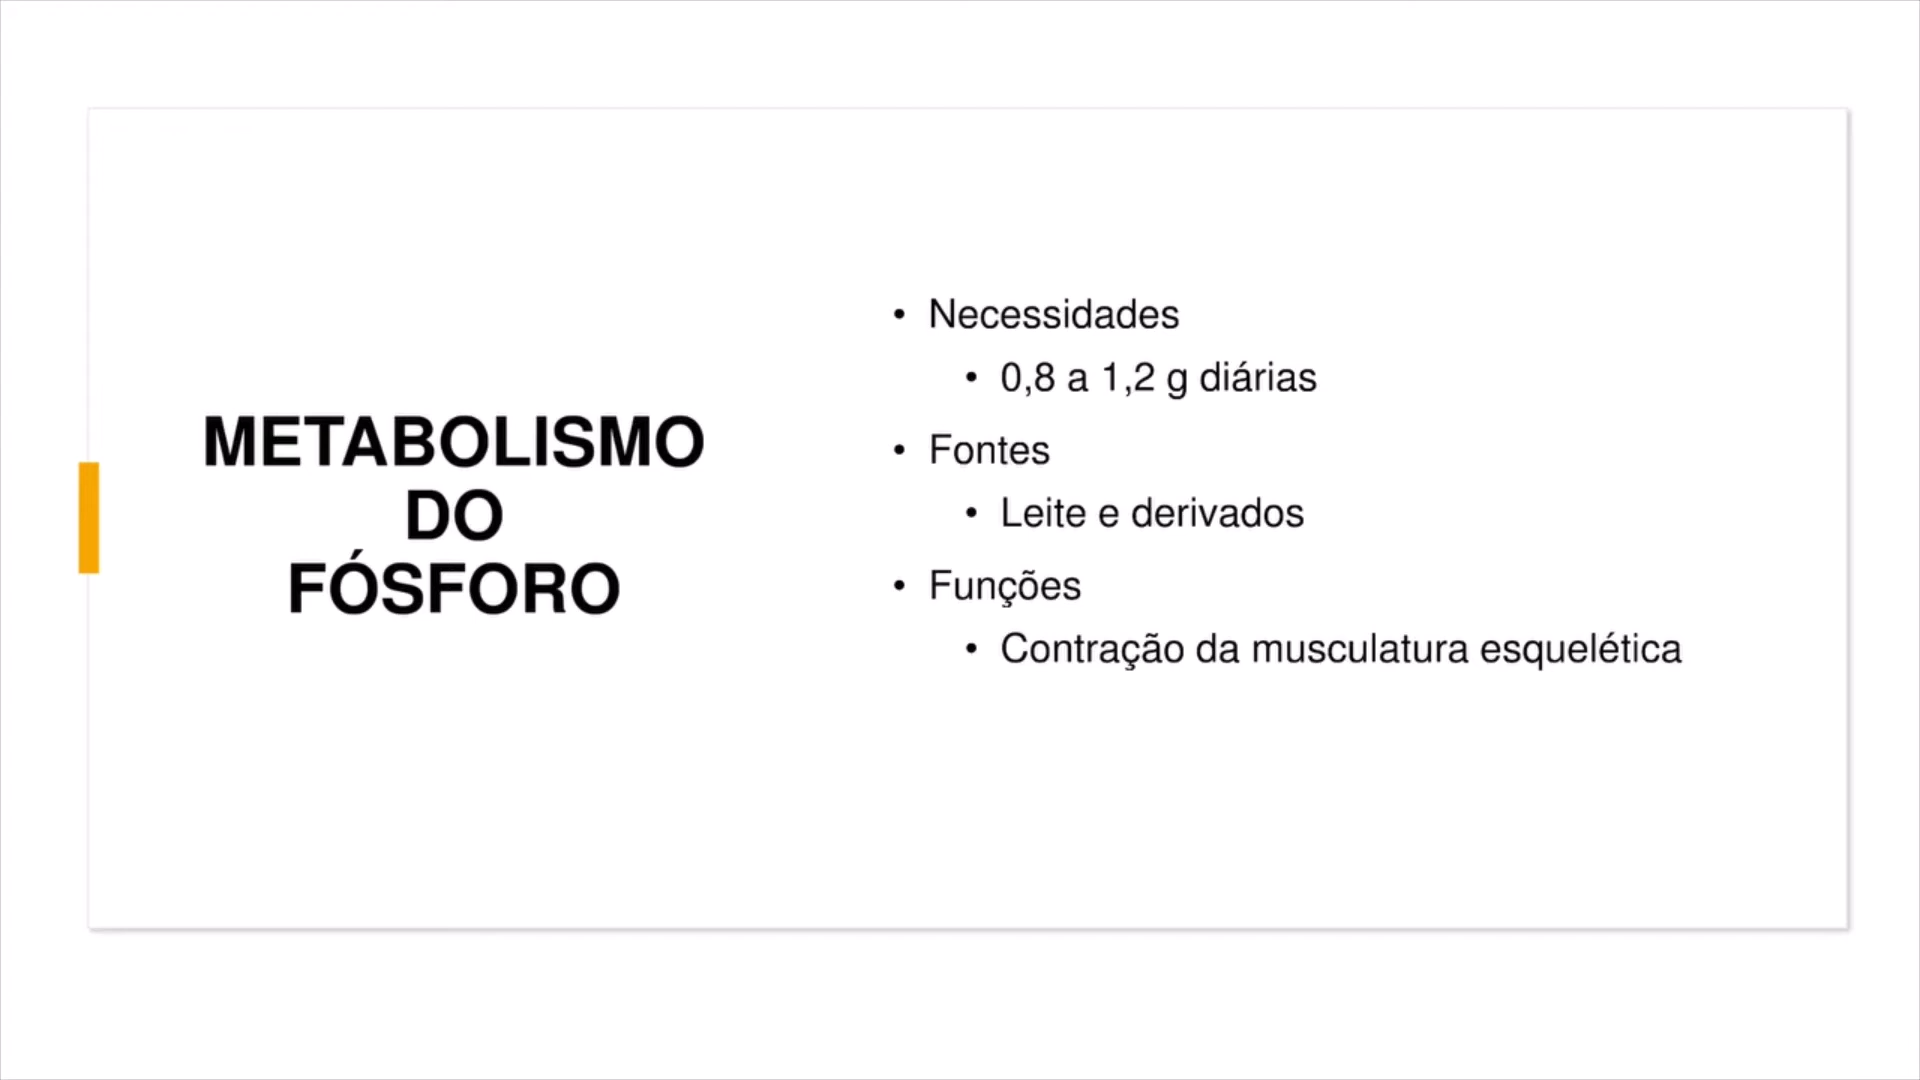 METABOLISMO
DO
FÓSFORO
• Necessidades
• 0,8 a 1,2 g diárias
• Fontes
• Leite e derivados
• Funções
• Contração da musculatura esquelética